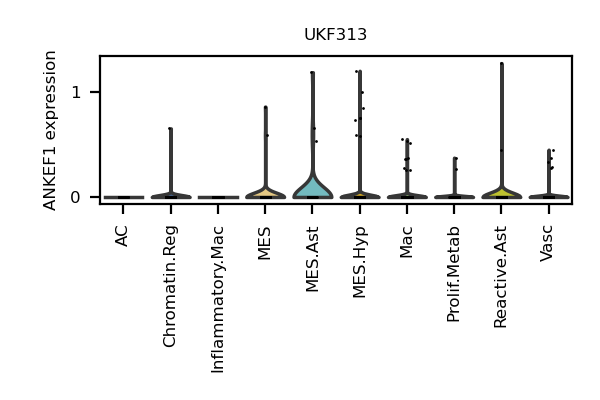 UKF313
ANKEF1 expression
1
0
AC
Chromatin.Reg
Inflammatory.Mac
MES
MES.Ast
MES.Hyp
Mac
Prolif.Metab
Reactive.Ast
Vasc